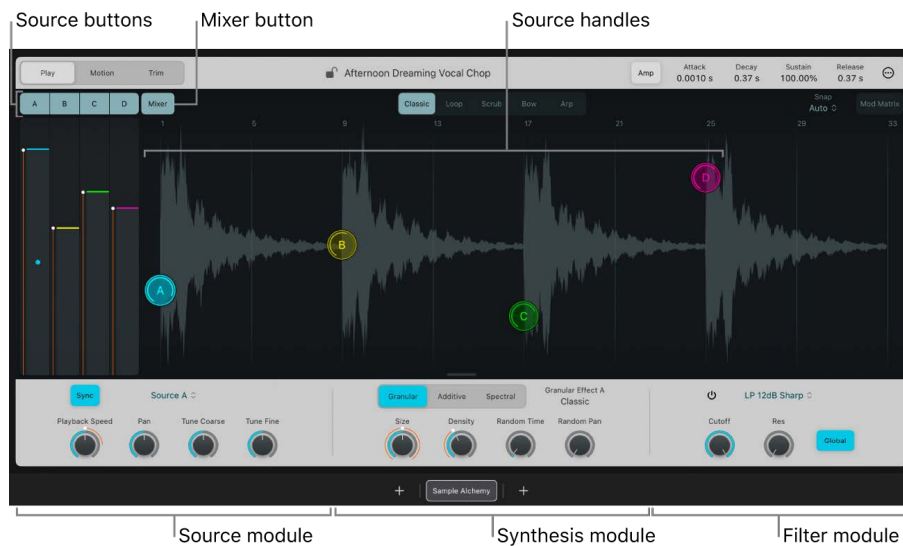 Source buttons
Mixer button
Source handles
Play
Motion
Trim
Afternoon Dreaming Vocal Chop
Amp
Attack
0.0010 s
Decay
0.37 s
Sustain
100.00%
Release
0.37 s
A
B
C
D
Mixer
Classic
Loop
Scrub
Bow
Arp
Snap
Auto
Mod Matrix
1
5
9
13
17
21
25
29
33
D
B
A
C
Sync
Source A
Granular
Additive
Spectral
Granular Effect A
Classic
LP 12dB Sharp
Playback Speed
Pan
Tune Coarse
Tune Fine
Size
Density
Random Time
Random Pan
Cutoff
Res
Global
+
Sample Alchemy
+
Source module
Synthesis module
Filter module